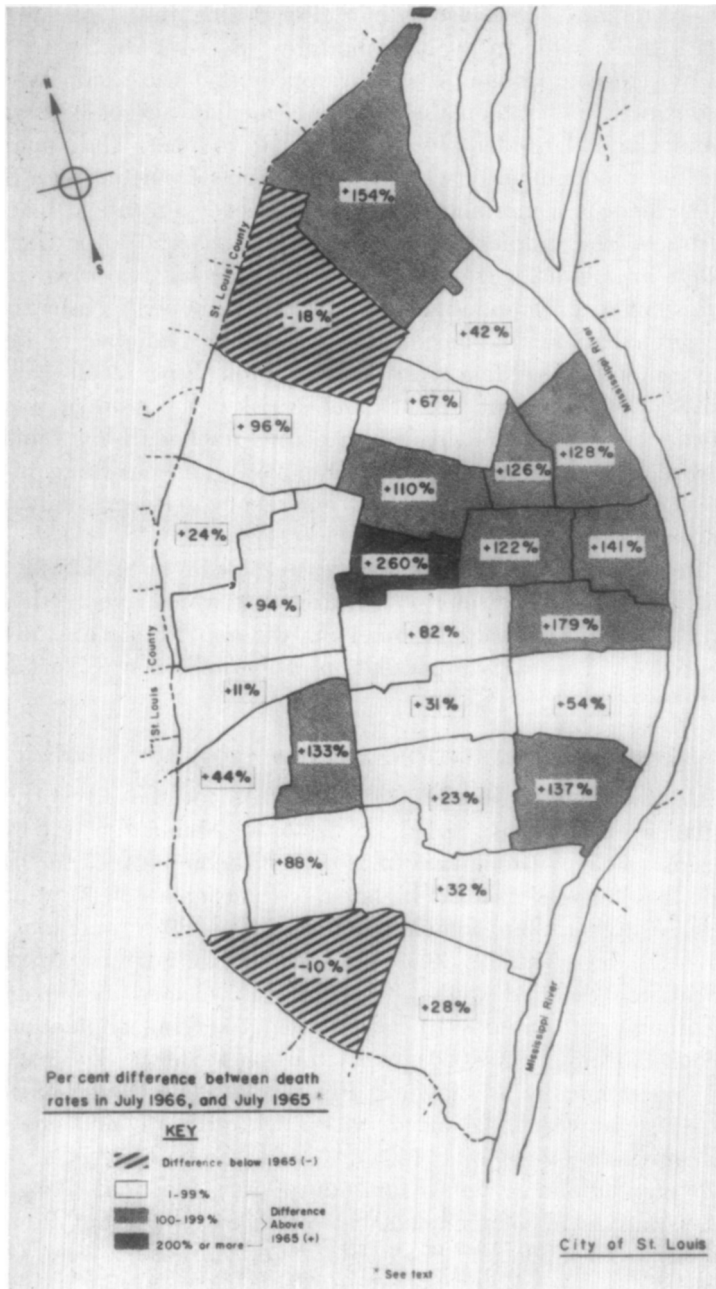 N
S
+154%
St. Louis County
-18%
+42%
Mississippi River
+67%
+96%
+128%
+126%
+110%
+24%
+260%
+122%
+141%
+94%
+82%
+179%
St. Louis County
+11%
+31%
+54%
+133%
+44%
+23%
+137%
+88%
+32%
-10%
+28%
Mississippi River
Per cent difference between death
rates in July 1966, and July 1965*
KEY
Difference below 1965 (-)
1-99%
100-199%
200% or more
Difference
Above
1965 (+)
City of St. Louis
* See text